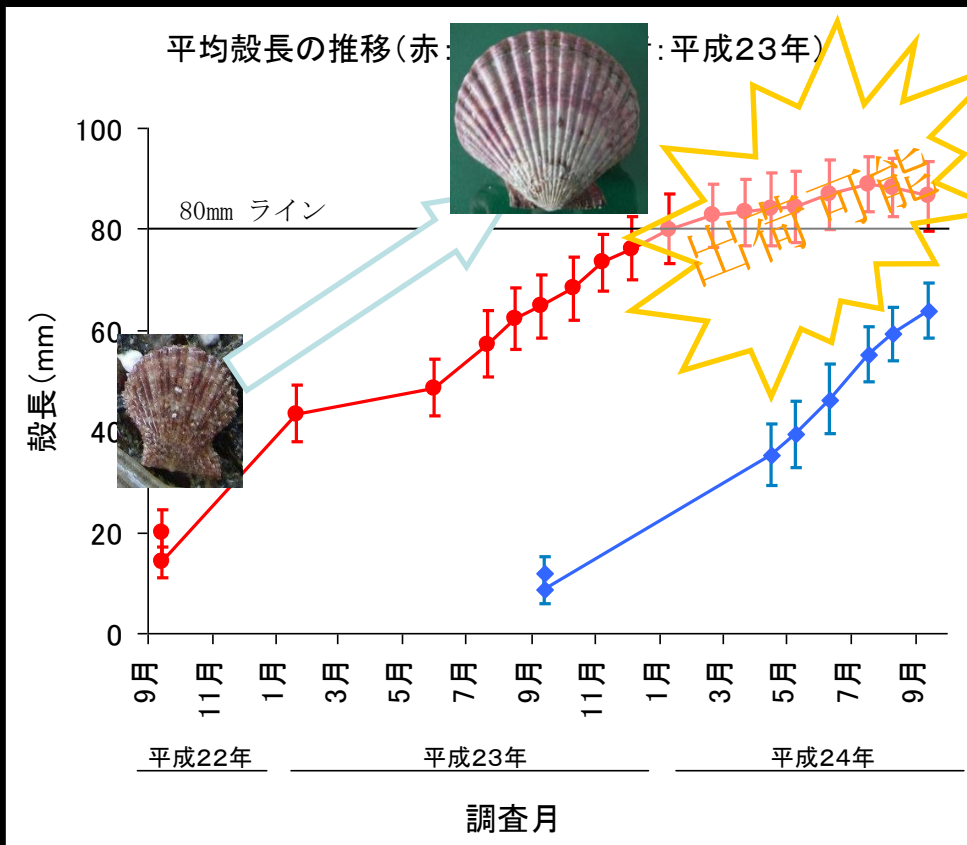 平均殻長の推移（赤：
：平成23年）
殻長（mm）
100
80
60
40
20
0
80mm ライン
出荷可能
9月
11月
1月
3月
5月
7月
9月
11月
1月
3月
5月
7月
9月
平成22年
平成23年
平成24年
調査月